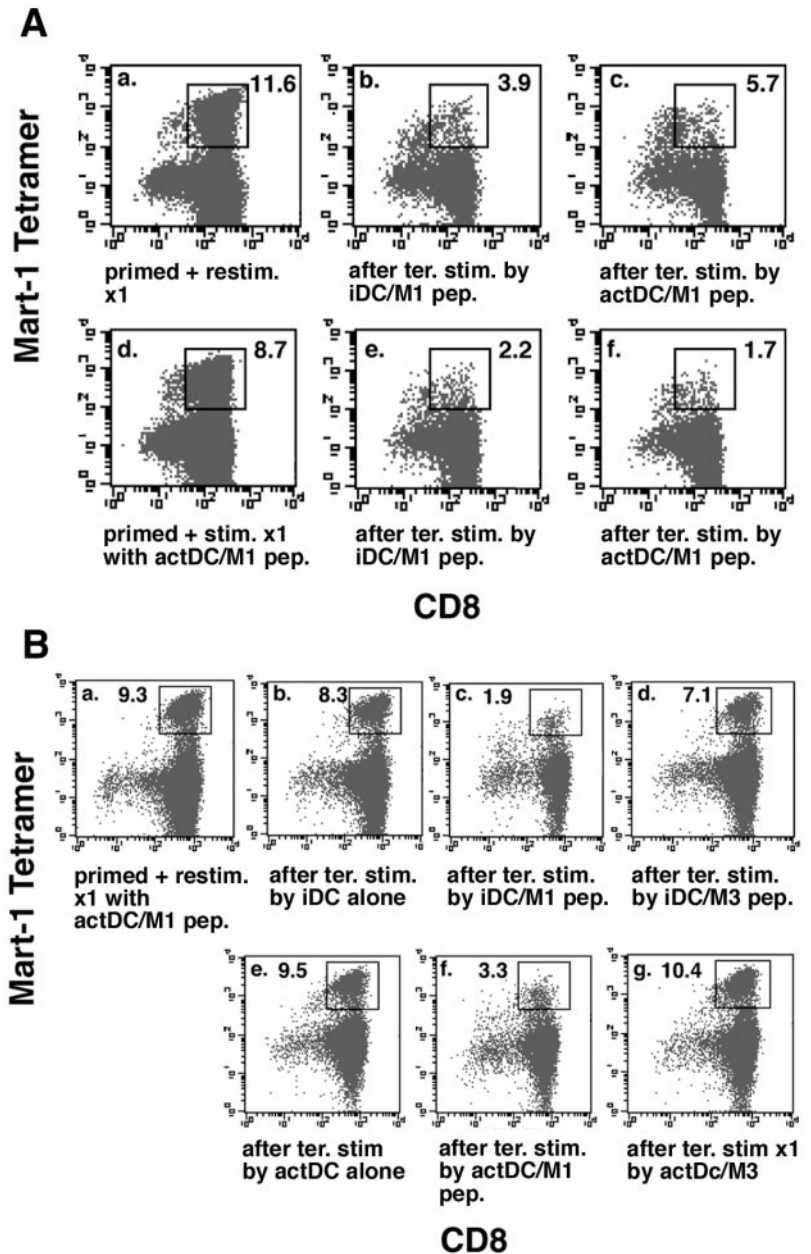 A
Mart-1 Tetramer
a.
11.6
b.
3.9
c.
5.7
primed + restim.
x1
after ter. stim. by
iDC/M1 pep.
after ter. stim. by
actDC/M1 pep.
d.
8.7
e.
2.2
f.
1.7
primed + stim. x1
with actDC/M1 pep.
after ter. stim. by
iDC/M1 pep.
after ter. stim. by
actDC/M1 pep.
CD8
B
Mart-1 Tetramer
a.
9.3
b.
8.3
c.
1.9
d.
7.1
primed + restim.
x1 with
actDC/M1 pep.
after ter. stim.
by iDC alone
after ter. stim.
by iDC/M1 pep.
after ter. stim.
by iDC/M3 pep.
e.
9.5
f.
3.3
g.
10.4
after ter. stim
by actDC alone
after ter. stim.
by actDC/M1
pep.
after ter. stim x1
by actDc/M3
CD8